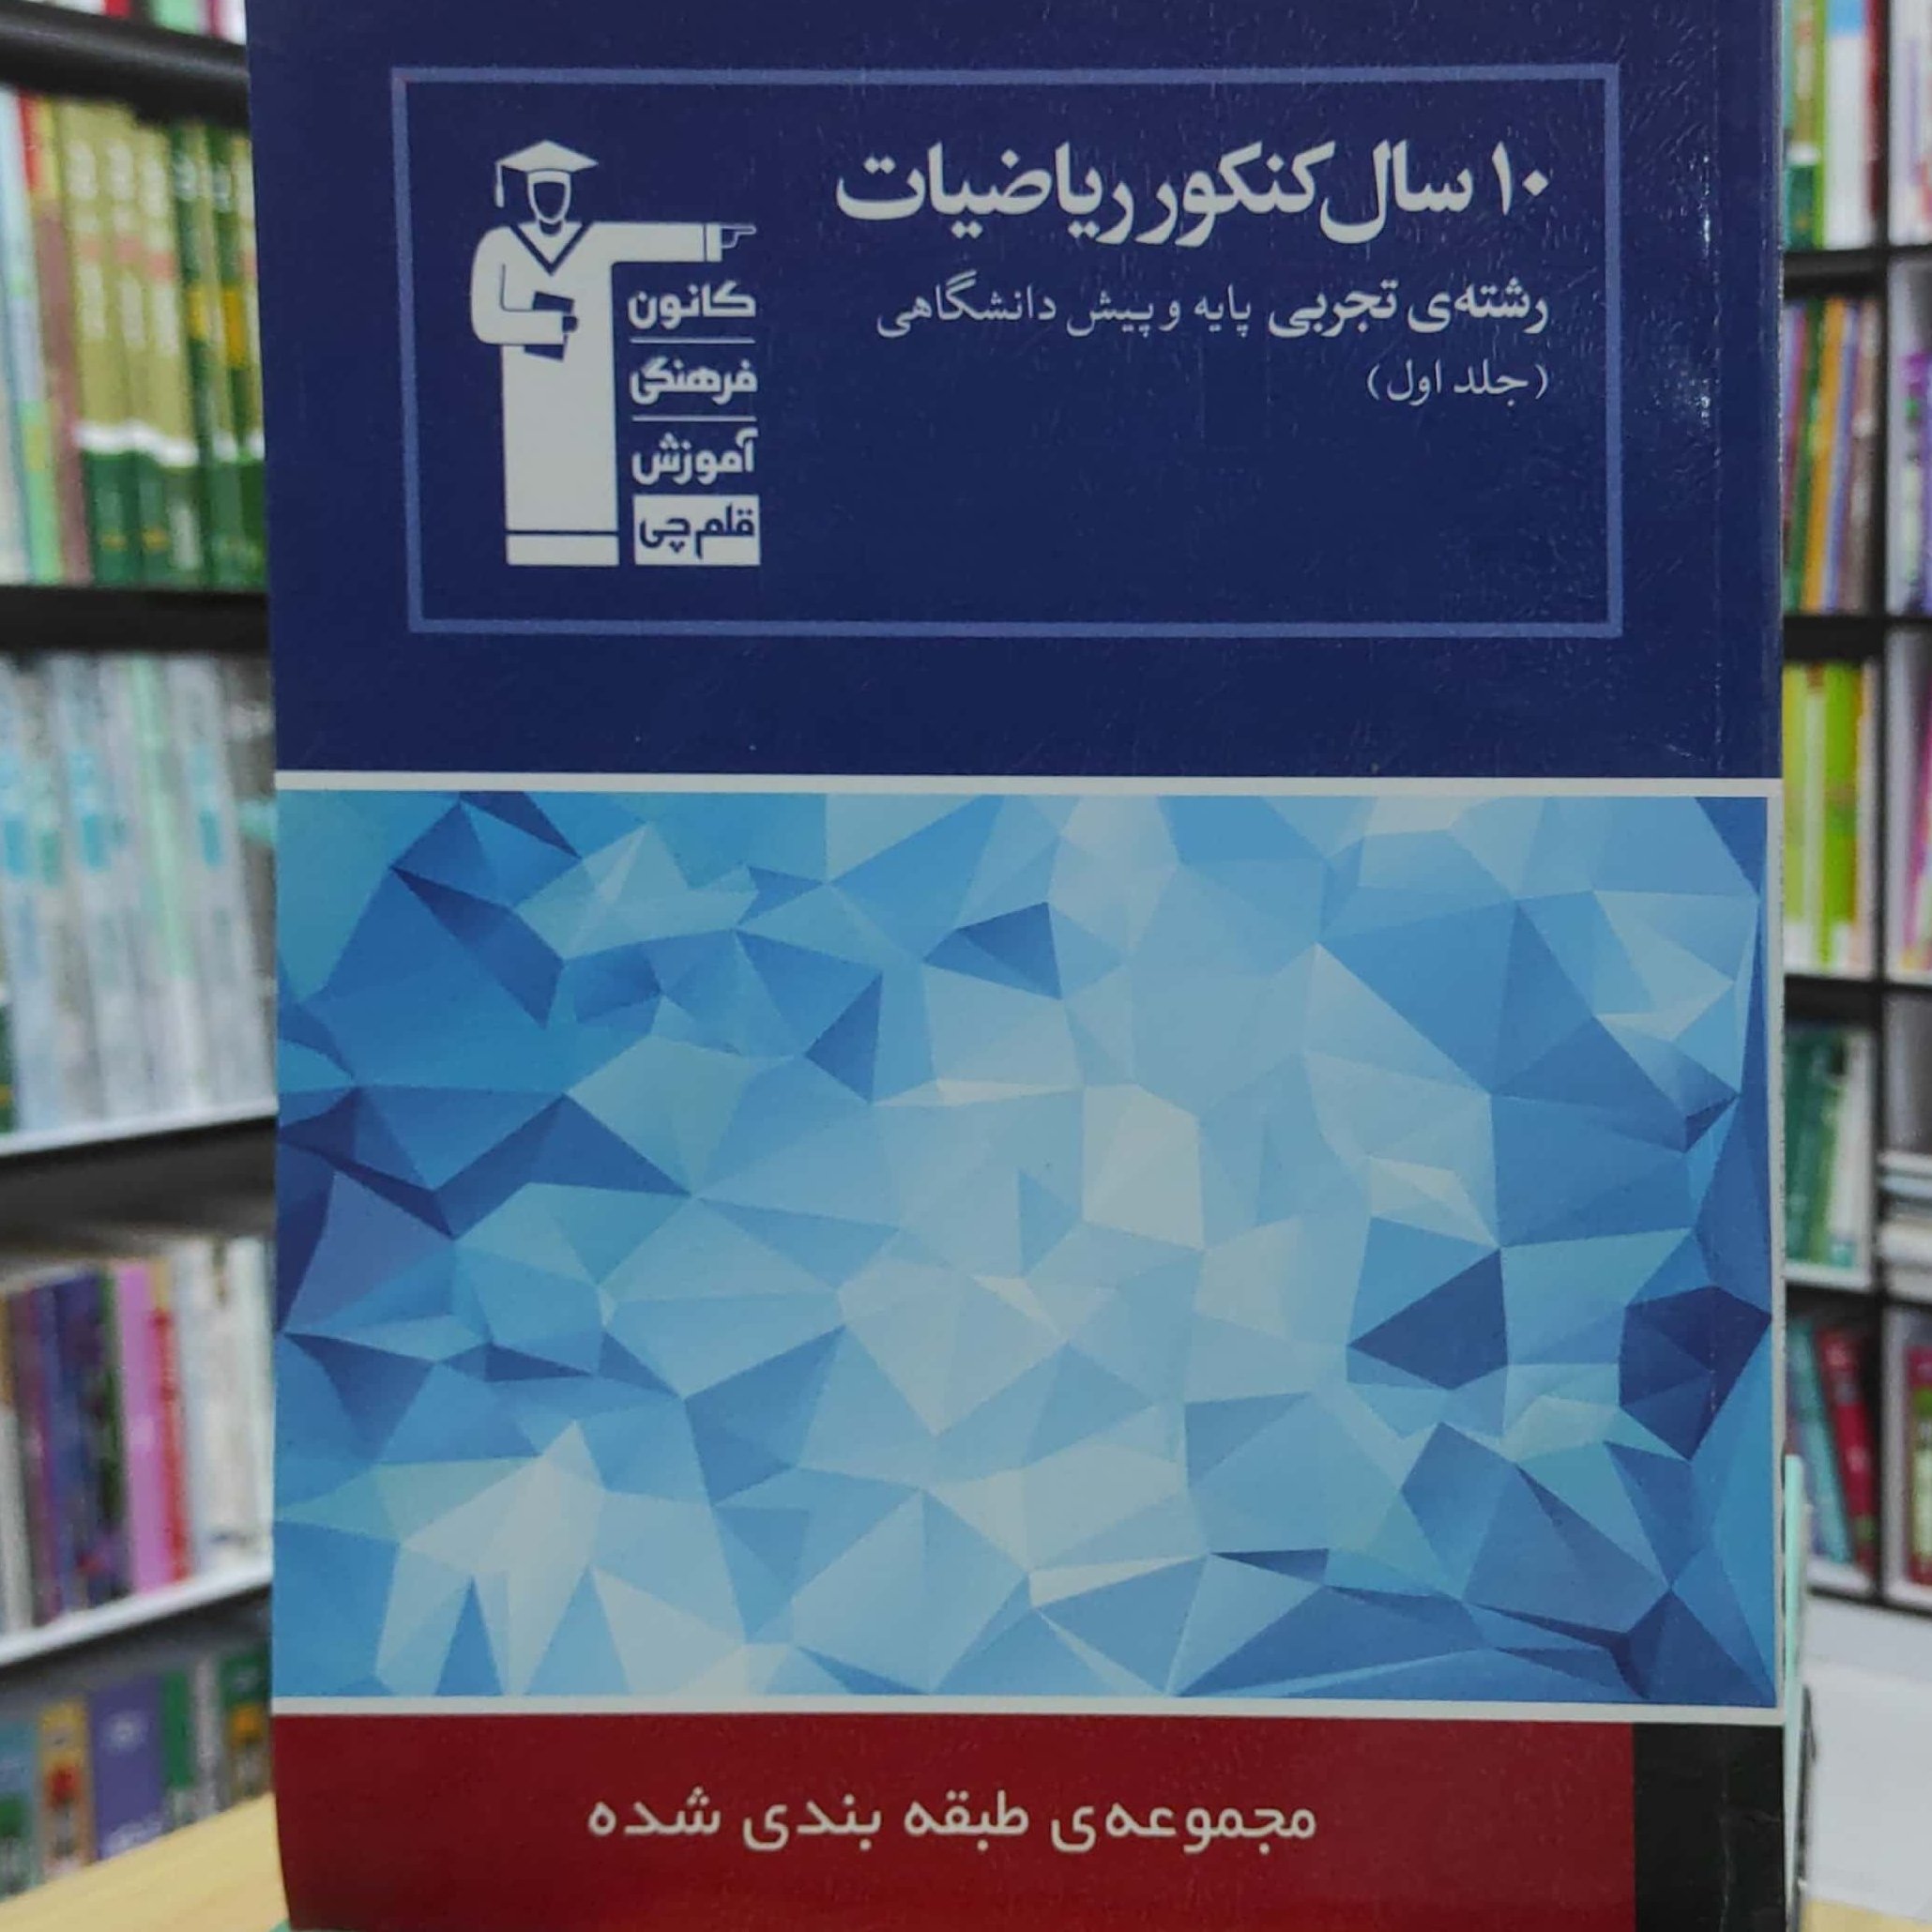 ۱۰ سال کنکور ریاضیات
رشته‌ی تجربی پایه و پیش دانشگاهی
(جلد اول)
کانون
فرهنگی
آموزش
قلم‌چی
مجموعه‌ی طبقه بندی شده